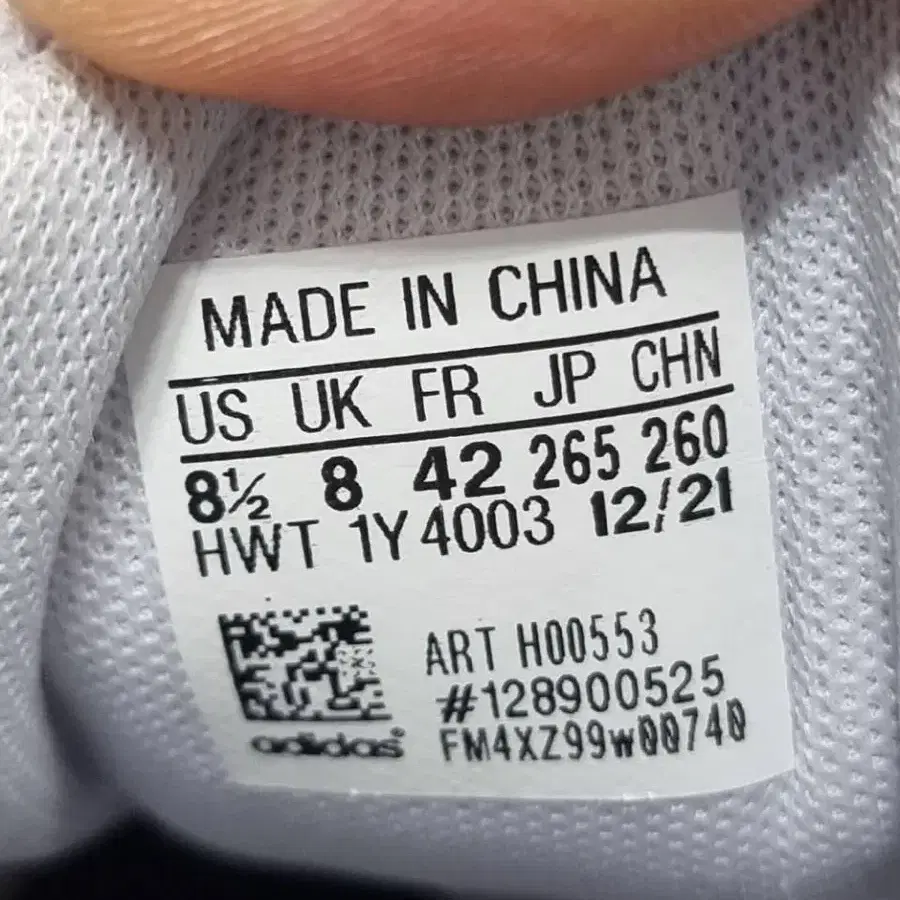 MADE IN CHINA
US UK FR JP CHN
8½ 8 42 265 260
HWT 1Y4003 12/21
ART H00553
#128900525
adidas® FM4XZ99w00740